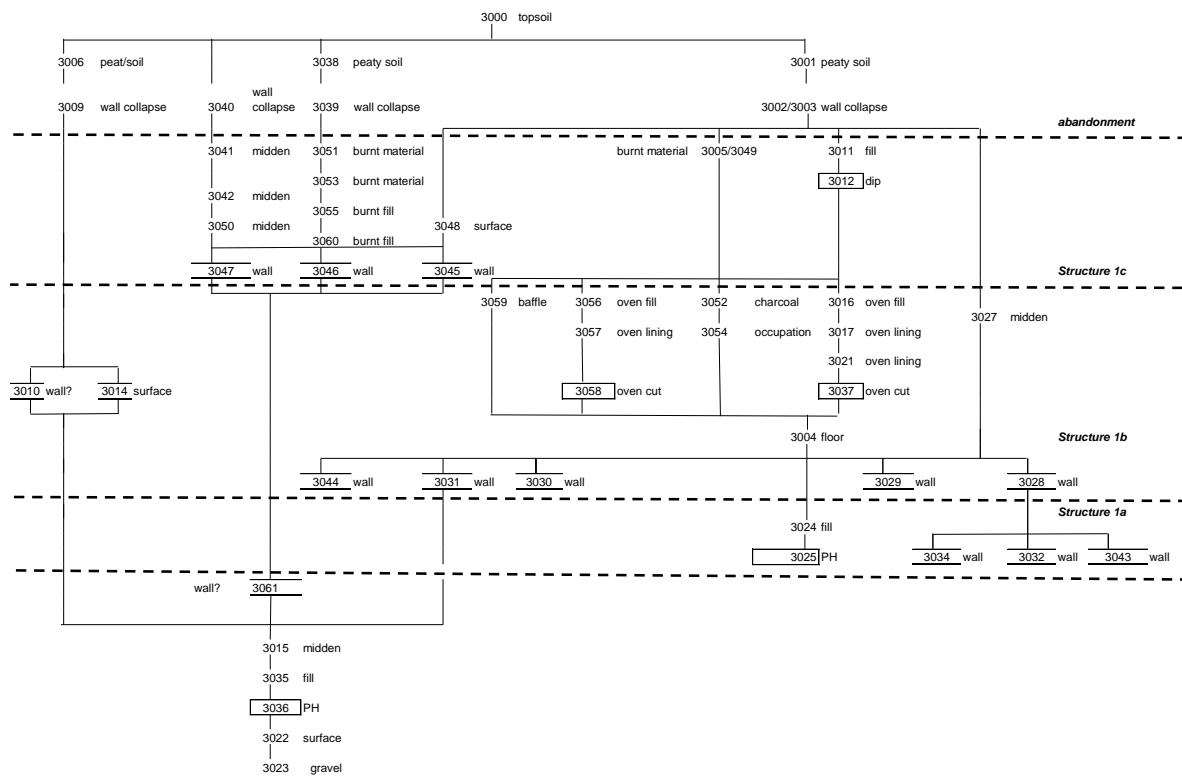 3000 topsoil
3006 peat/soil
3038 peaty soil
3001 peaty soil
3009 wall collapse
3040 wall
collapse
3039 wall collapse
3002/3003 wall collapse
abandonment
3041 midden
3051 burnt material
burnt material 3005/3049
3011 fill
3053 burnt material
3012 dip
3042 midden
3055 burnt fill
3050 midden
3048 surface
3060 burnt fill
3047 wall
3046 wall
3045 wall
Structure 1c
3059 baffle
3056 oven fill
3052 charcoal
3016 oven fill
3027 midden
3057 oven lining
3054 occupation
3017 oven lining
3021 oven lining
3010 wall?
3014 surface
3058 oven cut
3037 oven cut
3004 floor
Structure 1b
3044 wall
3031 wall
3030 wall
3029 wall
3028 wall
Structure 1a
3024 fill
3025 PH
3034 wall
3032 wall
3043 wall
wall? 3061
3015 midden
3035 fill
3036 PH
3022 surface
3023 gravel